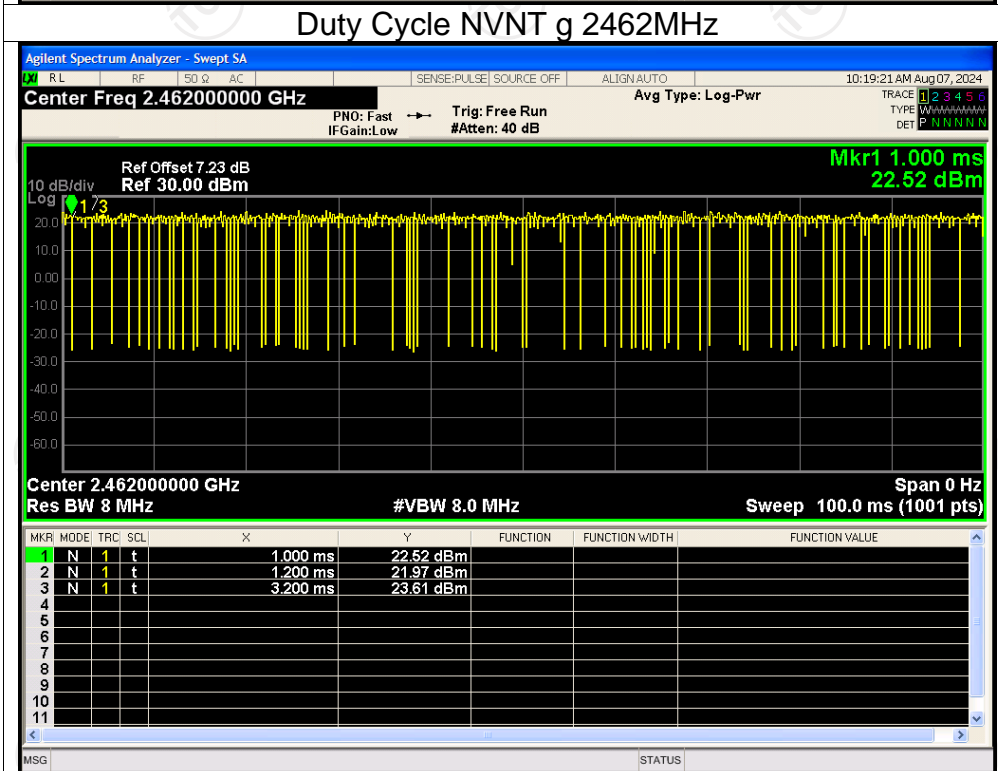 Duty Cycle NVNT g 2462MHz
Agilent Spectrum Analyzer - Swept SA
LXI RL RF 50 Ω AC SENSE:PULSE SOURCE OFF ALIGN AUTO 10:19:21 AM Aug 07, 2024
Center Freq 2.462000000 GHz
PNO: Fast
IFGain:Low
Trig: Free Run
#Atten: 40 dB
Avg Type: Log-Pwr
TRACE 1 2 3 4 5 6
TYPE WWWWWW
DET P N N N N N
Mkr1 1.000 ms
22.52 dBm
Ref Offset 7.23 dB
10 dB/div Ref 30.00 dBm
Log
1 3
20.0
10.0
0.00
-10.0
-20.0
-30.0
-40.0
-50.0
-60.0
Center 2.462000000 GHz Span 0 Hz
Res BW 8 MHz #VBW 8.0 MHz Sweep 100.0 ms (1001 pts)
MKR MODE TRC SCL X Y FUNCTION FUNCTION WIDTH FUNCTION VALUE
1 N 1 t 1.000 ms 22.52 dBm
2 N 1 t 1.200 ms 21.97 dBm
3 N 1 t 3.200 ms 23.61 dBm
4
5
6
7
8
9
10
11
MSG STATUS